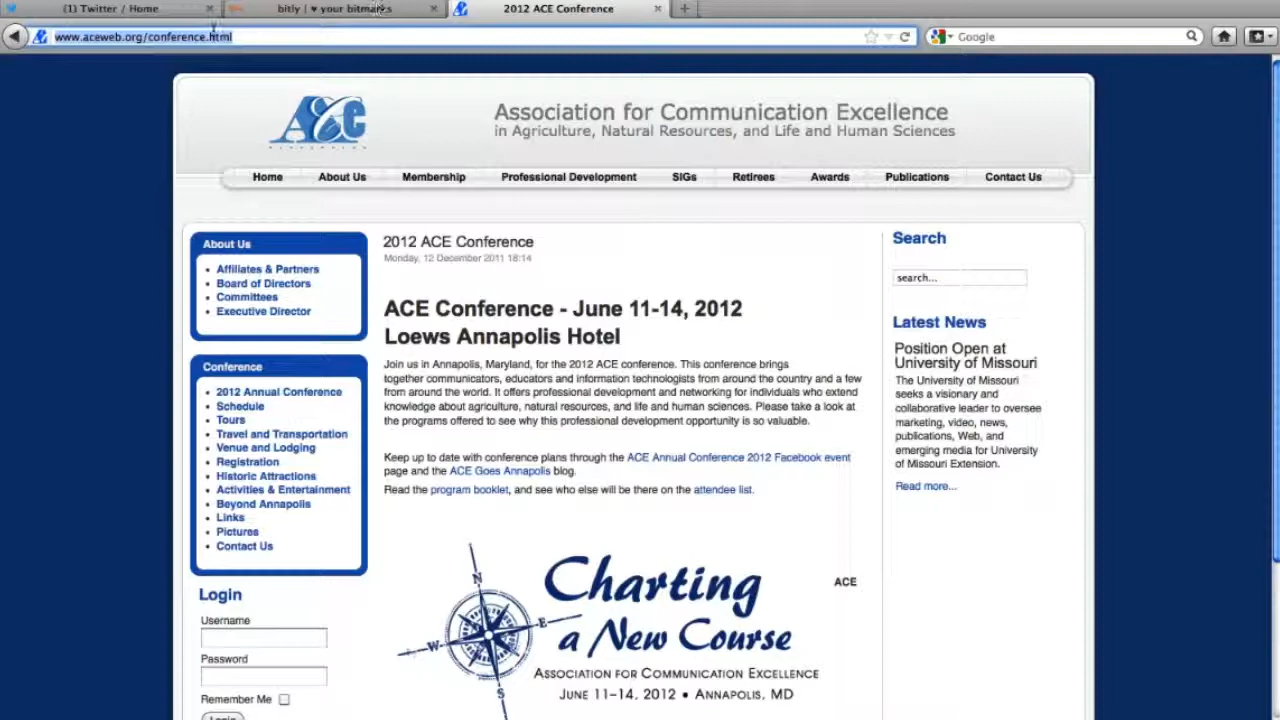 (1) Twitter / Home
bitly | ♥ your bitmarks
2012 ACE Conference
www.aceweb.org/conference.html
Google
ACE
Association for Communication Excellence
in Agriculture, Natural Resources, and Life and Human Sciences
Home About Us Membership Professional Development SIGs Retirees Awards Publications Contact Us
About Us
Affiliates & Partners
Board of Directors
Committees
Executive Director
Conference
2012 Annual Conference
Schedule
Tours
Travel and Transportation
Venue and Lodging
Registration
Historic Attractions
Activities & Entertainment
Beyond Annapolis
Links
Pictures
Contact Us
Login
Username
Password
Remember Me
Login
2012 ACE Conference
Monday, 12 December 2011 18:14
ACE Conference - June 11-14, 2012
Loews Annapolis Hotel
Join us in Annapolis, Maryland, for the 2012 ACE conference. This conference brings
together communicators, educators and information technologists from around the country and a few
from around the world. It offers professional development and networking for individuals who extend
knowledge about agriculture, natural resources, and life and human sciences. Please take a look at
the programs offered to see why this professional development opportunity is so valuable.
Keep up to date with conference plans through the ACE Annual Conference 2012 Facebook event
page and the ACE Goes Annapolis blog.
Read the program booklet, and see who else will be there on the attendee list.
N
E
W
S
Charting
a New Course
Association for Communication Excellence
June 11-14, 2012 • Annapolis, MD
ACE
Search
search...
Latest News
Position Open at
University of Missouri
The University of Missouri
seeks a visionary and
collaborative leader to oversee
marketing, video, news,
publications, Web, and
emerging media for University
of Missouri Extension.
Read more...